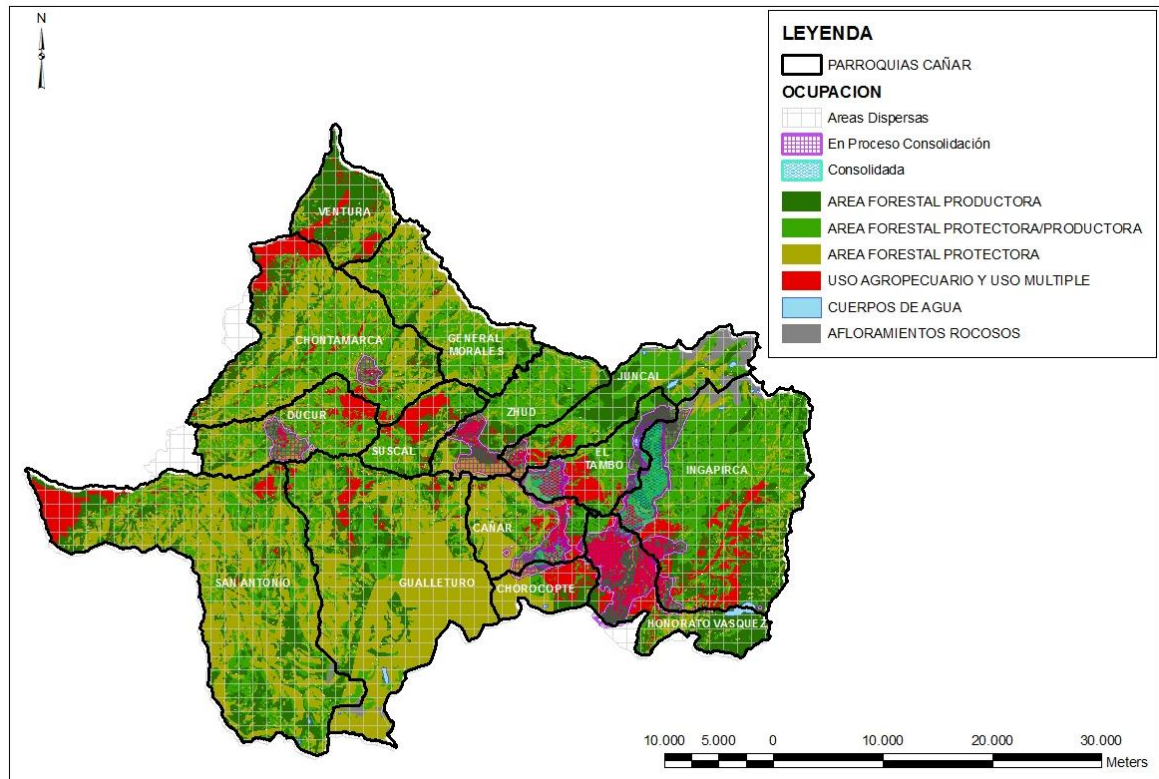 N
LEYENDA
PARROQUIAS CAÑAR
OCUPACION
Areas Dispersas
En Proceso Consolidación
Consolidada
AREA FORESTAL PRODUCTORA
AREA FORESTAL PROTECTORA/PRODUCTORA
AREA FORESTAL PROTECTORA
USO AGROPECUARIO Y USO MULTIPLE
CUERPOS DE AGUA
AFLORAMIENTOS ROCOSOS
VENTURA
CHONTAMARCA
GENERAL
MORALES
JUNCAL
DUCUR
ZHUD
SUSCAL
EL
TAMBO
INGAPIRCA
CAÑAR
SAN ANTONIO
GUALLETURO
CHOROCOPTE
HONORATO VASQUEZ
10.000 5.000 0 10.000 20.000 30.000
Meters